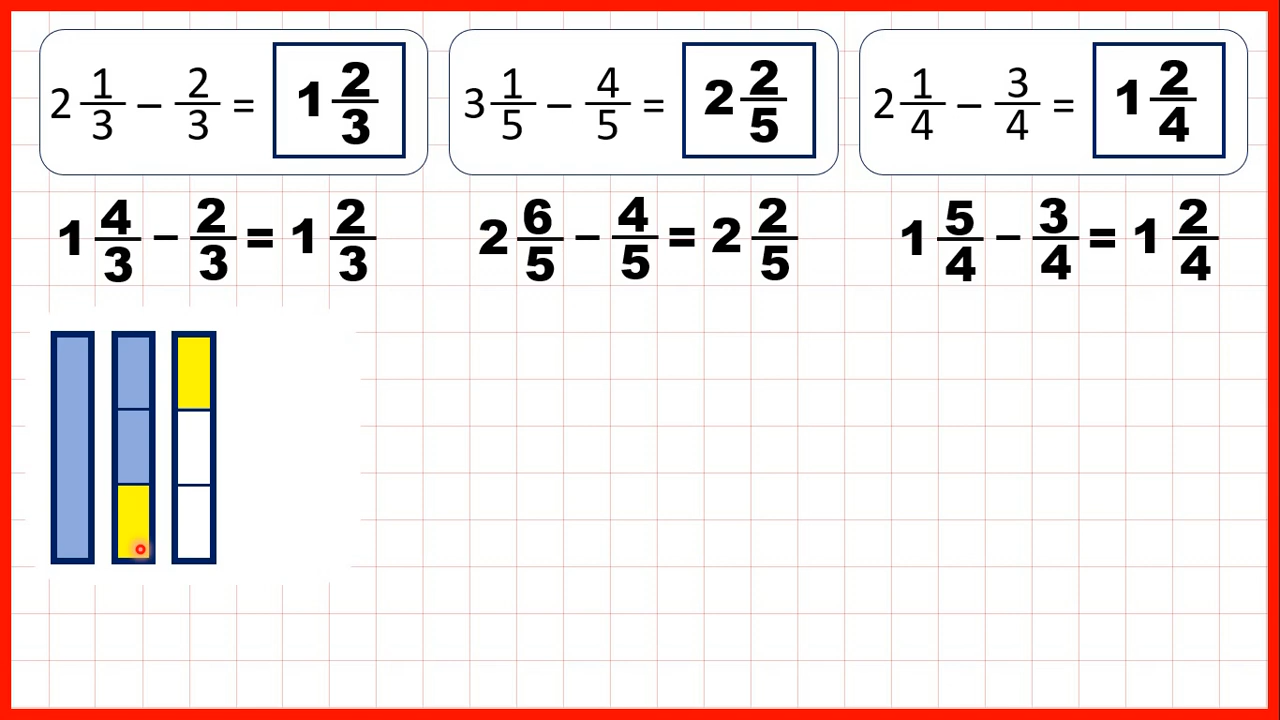 2 1/3 − 2/3 = 1 2/3
3 1/5 − 4/5 = 2 2/5
2 1/4 − 3/4 = 1 2/4
1 4/3 − 2/3 = 1 2/3
2 6/5 − 4/5 = 2 2/5
1 5/4 − 3/4 = 1 2/4